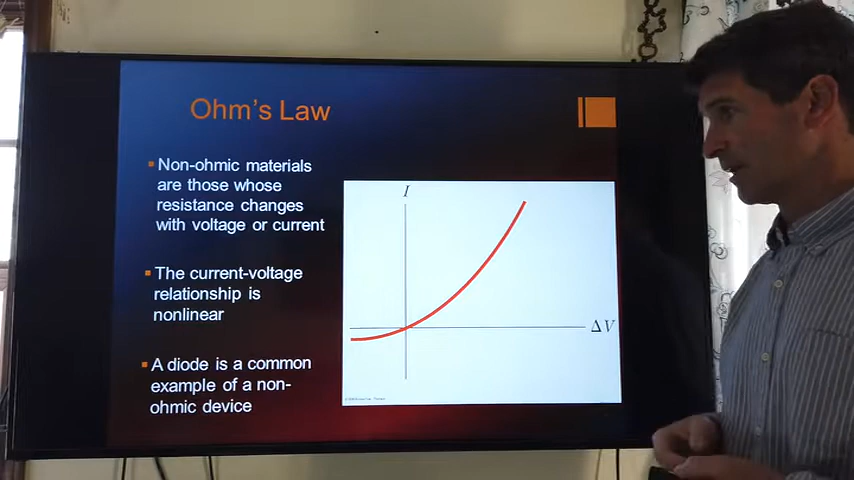 Ohm's Law
▪ Non-ohmic materials
are those whose
resistance changes
with voltage or current
▪ The current-voltage
relationship is
nonlinear
▪ A diode is a common
example of a non-
ohmic device
I
ΔV